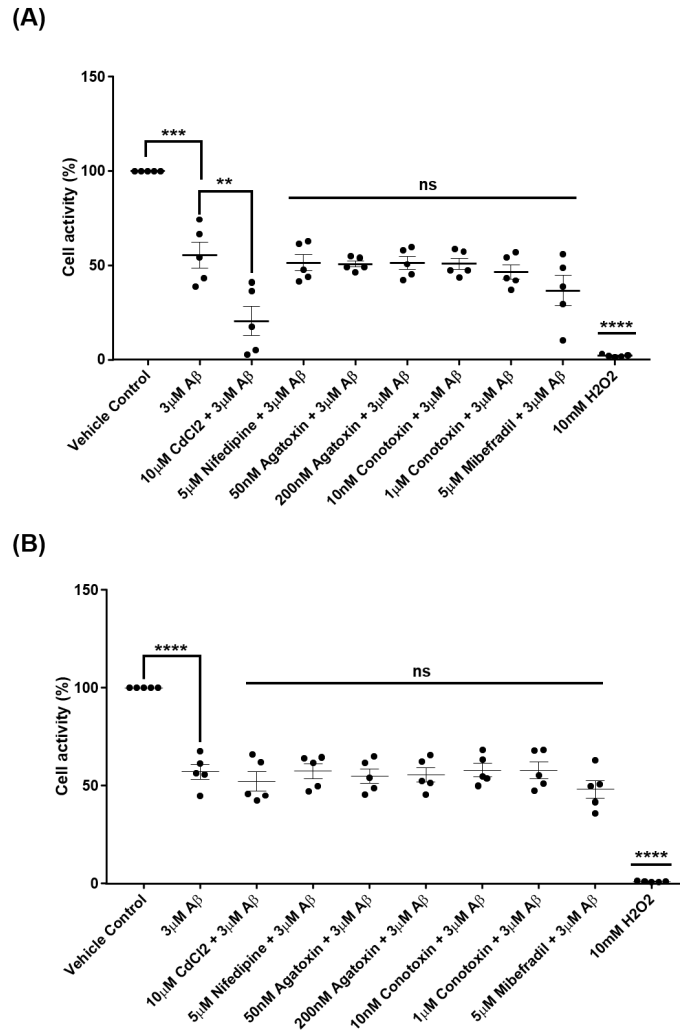 (A)
150
100
50
0
Cell activity (%)
***
**
ns
****
Vehicle Control
3μM Aβ
10μM CdCl2 + 3μM Aβ
5μM Nifedipine + 3μM Aβ
50nM Agatoxin + 3μM Aβ
200nM Agatoxin + 3μM Aβ
10nM Conotoxin + 3μM Aβ
1μM Conotoxin + 3μM Aβ
5μM Mibefradil + 3μM Aβ
10mM H2O2
(B)
150
100
50
0
Cell activity (%)
****
ns
****
Vehicle Control
3μM Aβ
10μM CdCl2 + 3μM Aβ
5μM Nifedipine + 3μM Aβ
50nM Agatoxin + 3μM Aβ
200nM Agatoxin + 3μM Aβ
10nM Conotoxin + 3μM Aβ
1μM Conotoxin + 3μM Aβ
5μM Mibefradil + 3μM Aβ
10mM H2O2